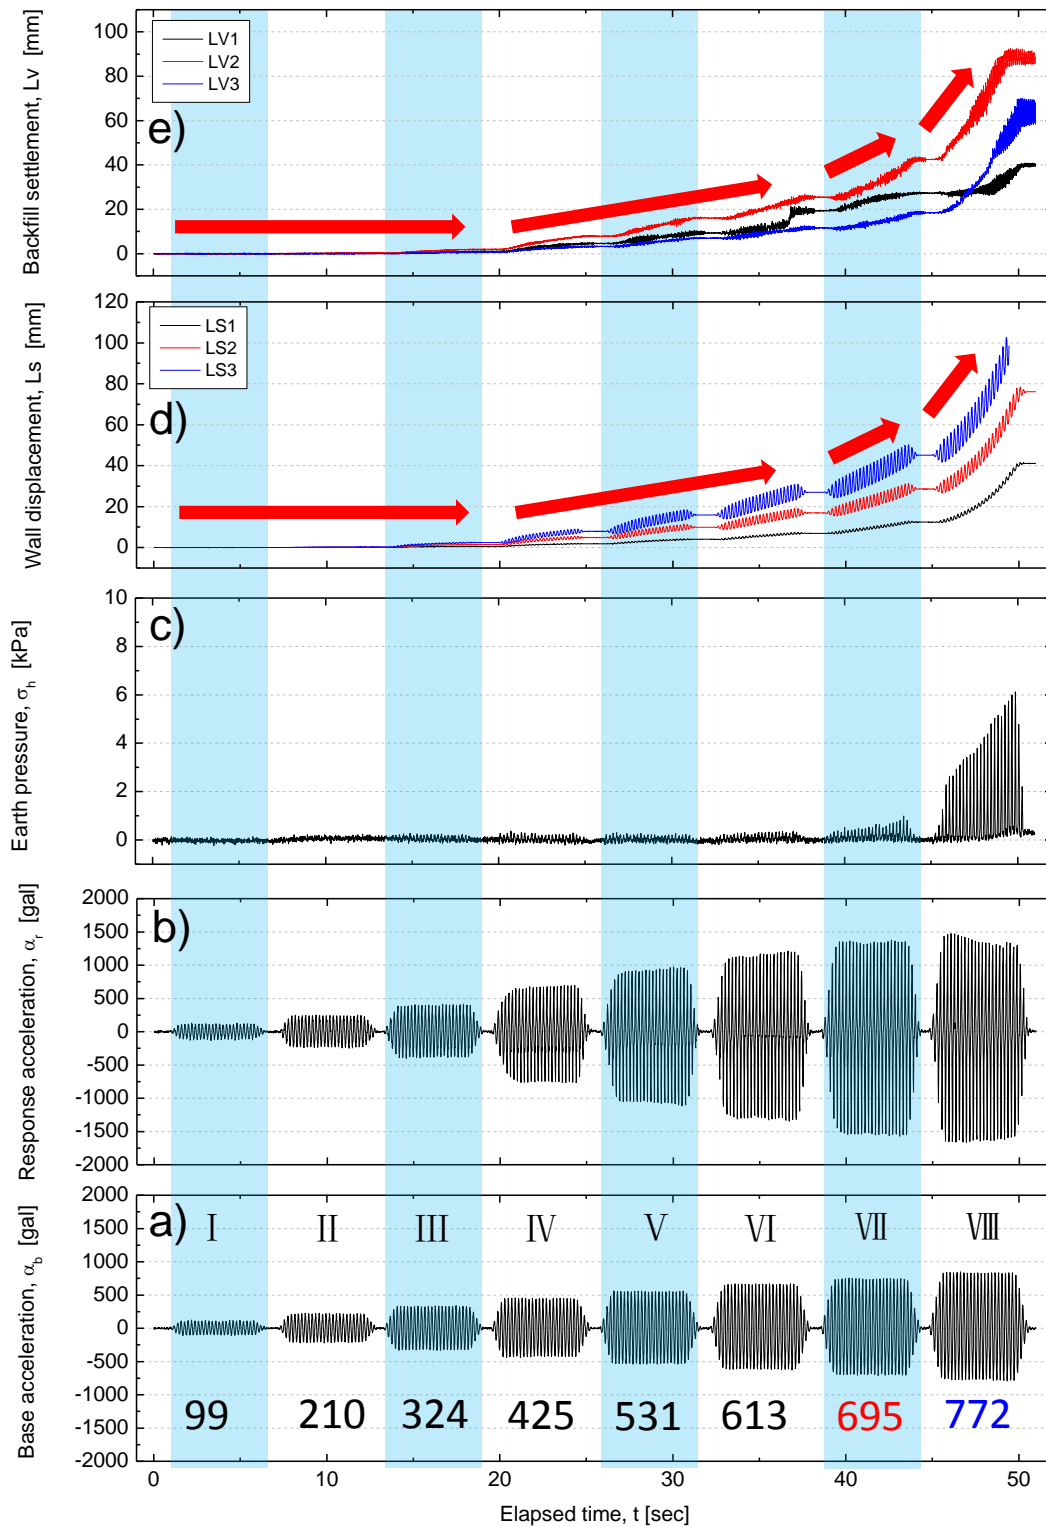 100
80
60
40
20
0
Backfill settlement, Lv [mm]
LV1
LV2
LV3
e)
120
100
80
60
40
20
0
Wall displacement, Ls [mm]
LS1
LS2
LS3
d)
10
8
6
4
2
0
Earth pressure, σh [kPa]
c)
2000
1500
1000
500
0
-500
-1000
-1500
-2000
Response acceleration, αr [gal]
b)
2000
1500
1000
500
0
-500
-1000
-1500
-2000
Base acceleration, αb [gal]
a)
Ⅰ Ⅱ Ⅲ Ⅳ Ⅴ Ⅵ Ⅶ Ⅷ
99 210 324 425 531 613 695 772
0 10 20 30 40 50
Elapsed time, t [sec]